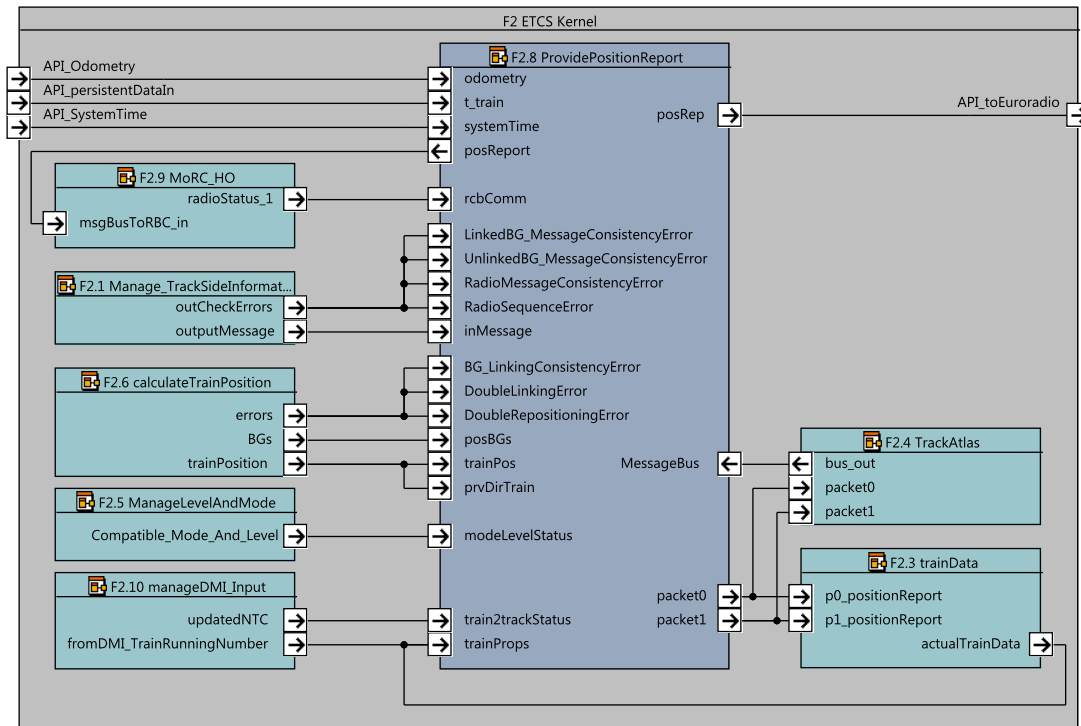 F2 ETCS Kernel
API_Odometry
API_persistentDataIn
API_SystemTime
F2.8 ProvidePositionReport
odometry
t_train
systemTime
posReport
rcbComm
LinkedBG_MessageConsistencyError
UnlinkedBG_MessageConsistencyError
RadioMessageConsistencyError
RadioSequenceError
inMessage
BG_LinkingConsistencyError
DoubleLinkingError
DoubleRepositioningError
posBGs
trainPos
prvDirTrain
modeLevelStatus
train2trackStatus
trainProps
posRep
MessageBus
packet0
packet1
API_toEuroradio
F2.9 MoRC_HO
radioStatus_1
msgBusToRBC_in
F2.1 Manage_TrackSideInformat...
outCheckErrors
outputMessage
F2.6 calculateTrainPosition
errors
BGs
trainPosition
F2.5 ManageLevelAndMode
Compatible_Mode_And_Level
F2.10 manageDMI_Input
updatedNTC
fromDMI_TrainRunningNumber
F2.4 TrackAtlas
bus_out
packet0
packet1
F2.3 trainData
p0_positionReport
p1_positionReport
actualTrainData